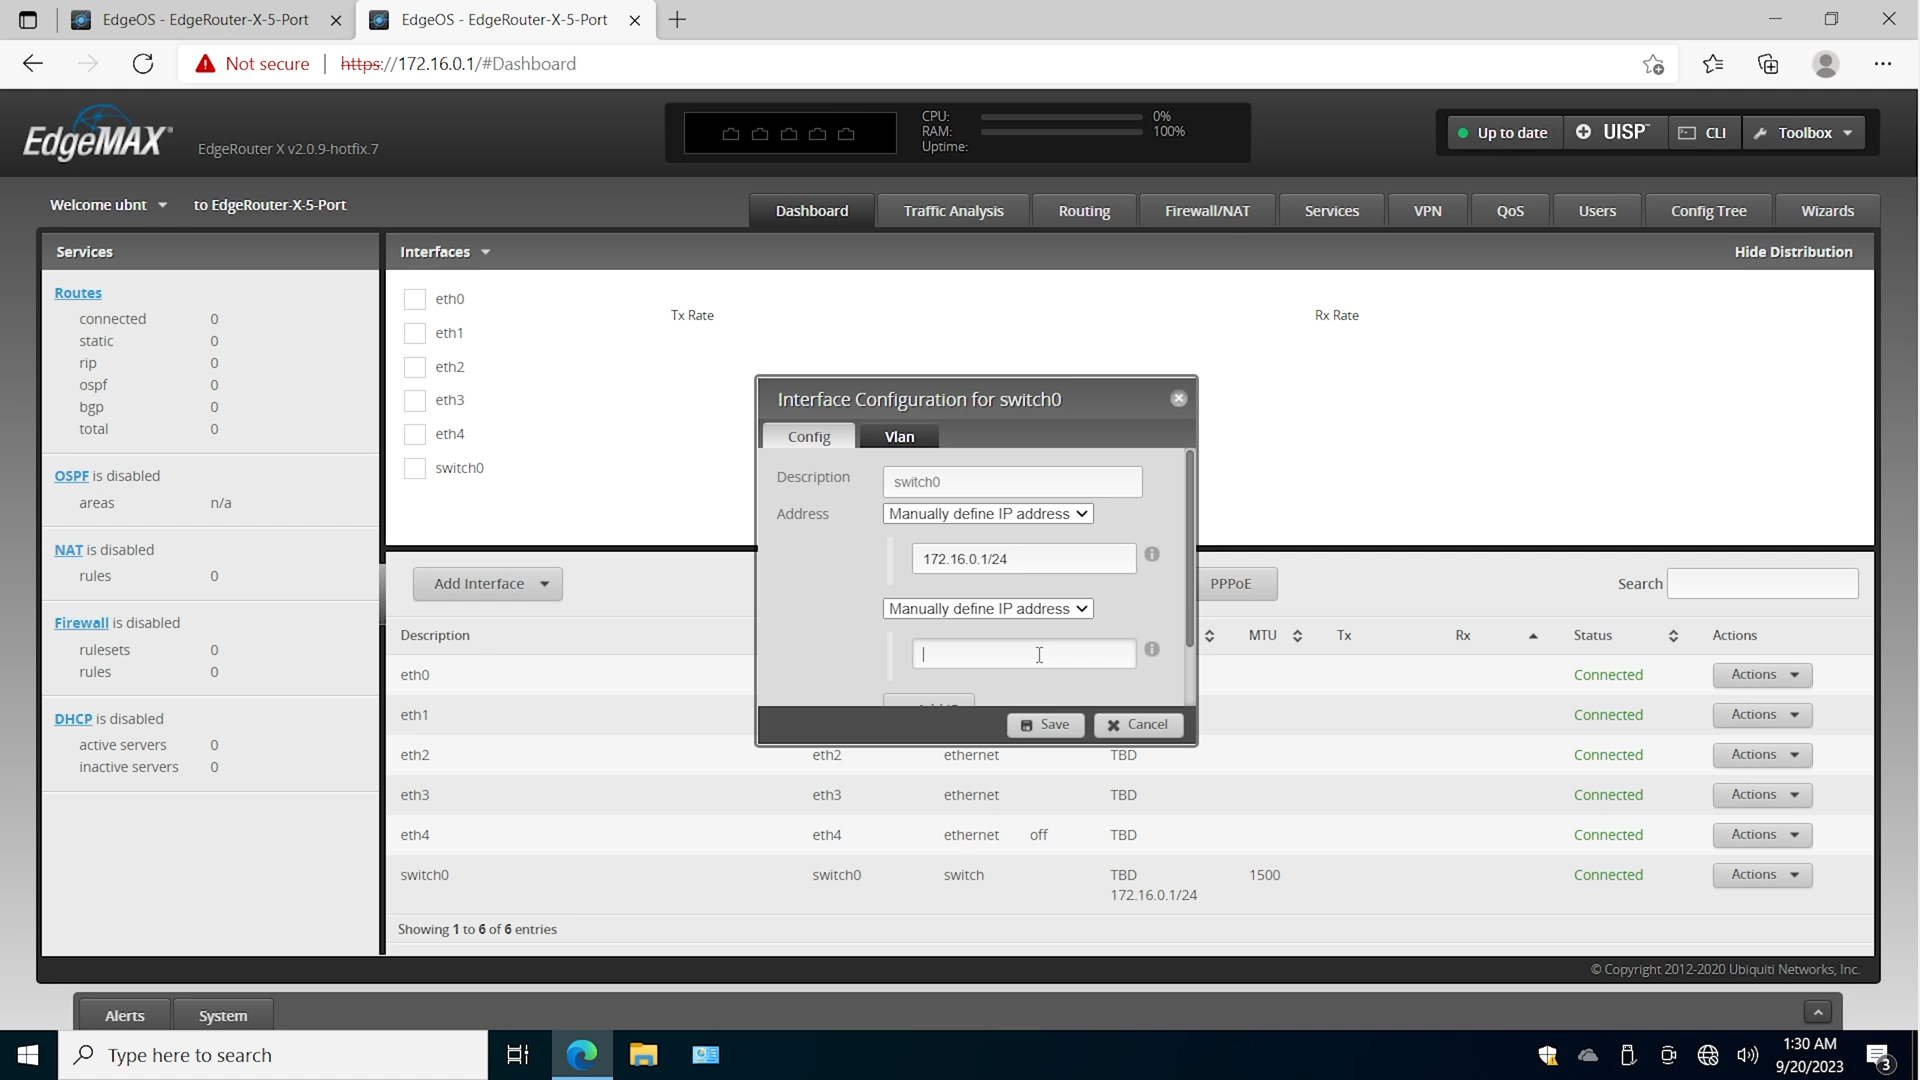 EdgeOS - EdgeRouter-X-5-Port
EdgeOS - EdgeRouter-X-5-Port
Not secure
https://172.16.0.1/#Dashboard
EdgeMAX
EdgeRouter X v2.0.9-hotfix.7
CPU: 0%
RAM: 100%
Uptime:
Up to date
UISP
CLI
Toolbox
Welcome ubnt
to EdgeRouter-X-5-Port
Dashboard
Traffic Analysis
Routing
Firewall/NAT
Services
VPN
QoS
Users
Config Tree
Wizards
Services
Routes
connected 0
static 0
rip 0
ospf 0
bgp 0
total 0
OSPF is disabled
areas n/a
NAT is disabled
rules 0
Firewall is disabled
rulesets 0
rules 0
DHCP is disabled
active servers 0
inactive servers 0
Interfaces
Hide Distribution
eth0
eth1
eth2
eth3
eth4
switch0
Tx Rate
Rx Rate
Interface Configuration for switch0
Config
Vlan
Description switch0
Address Manually define IP address
172.16.0.1/24
Manually define IP address
Save
Cancel
Add Interface
PPPoE
Search
Description MTU Tx Rx Status Actions
eth0 Connected Actions
eth1 Connected Actions
eth2 eth2 ethernet TBD Connected Actions
eth3 eth3 ethernet TBD Connected Actions
eth4 eth4 ethernet off TBD Connected Actions
switch0 switch0 switch TBD 1500 Connected Actions
172.16.0.1/24
Showing 1 to 6 of 6 entries
© Copyright 2012-2020 Ubiquiti Networks, Inc.
Alerts
System
Type here to search
1:30 AM
9/20/2023
3